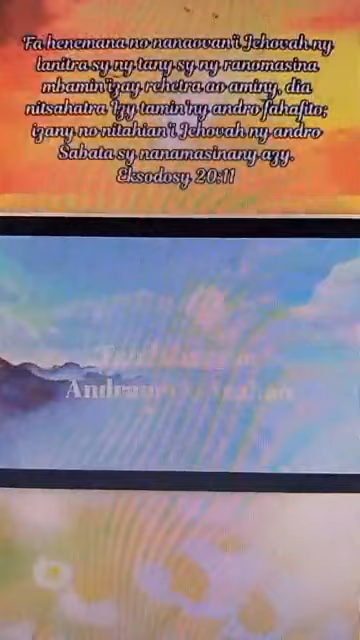 Fa henemana no nanaovan'i Jehovah ny
lanitra sy ny tany sy ny ranomasina
mbamin'izay rehetra ao aminy, dia
nitsahatra Izy tamin'ny andro fahafito;
izany no nitahian'i Jehovah ny andro
Sabata sy nanamasinany azy.
Eksodosy 20:11